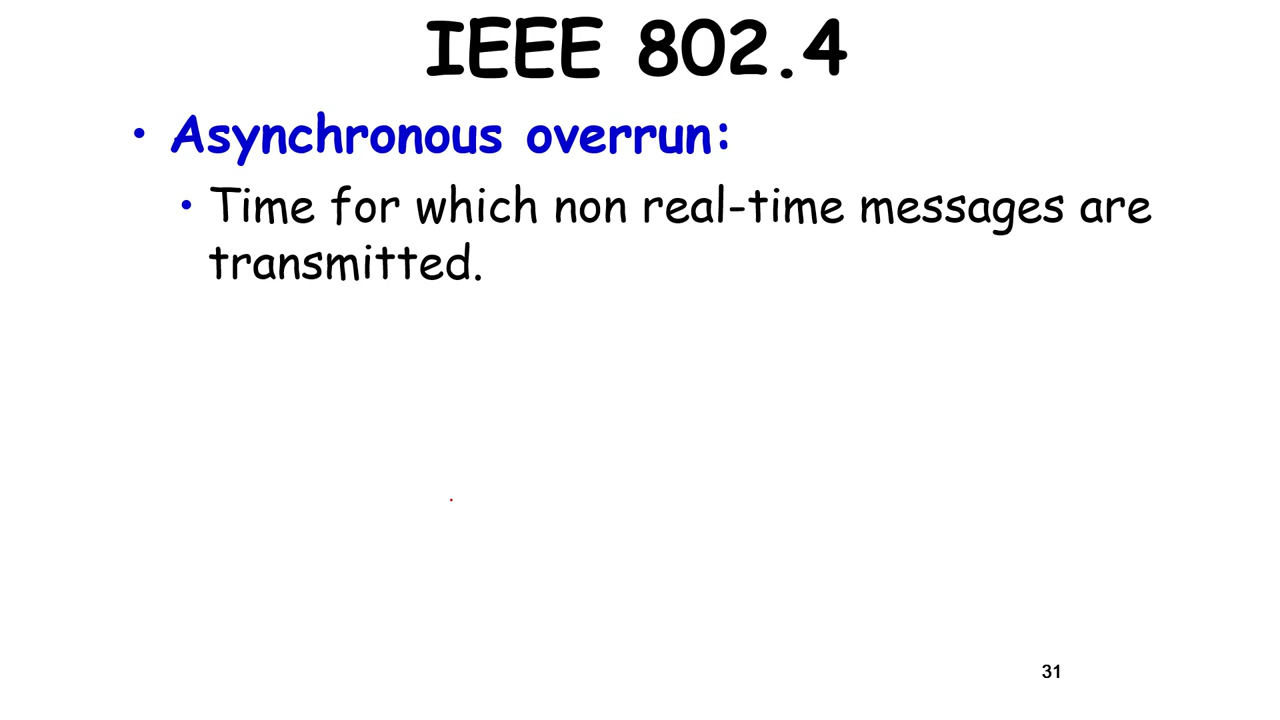 IEEE 802.4
• Asynchronous overrun:
• Time for which non real-time messages are
transmitted.
31